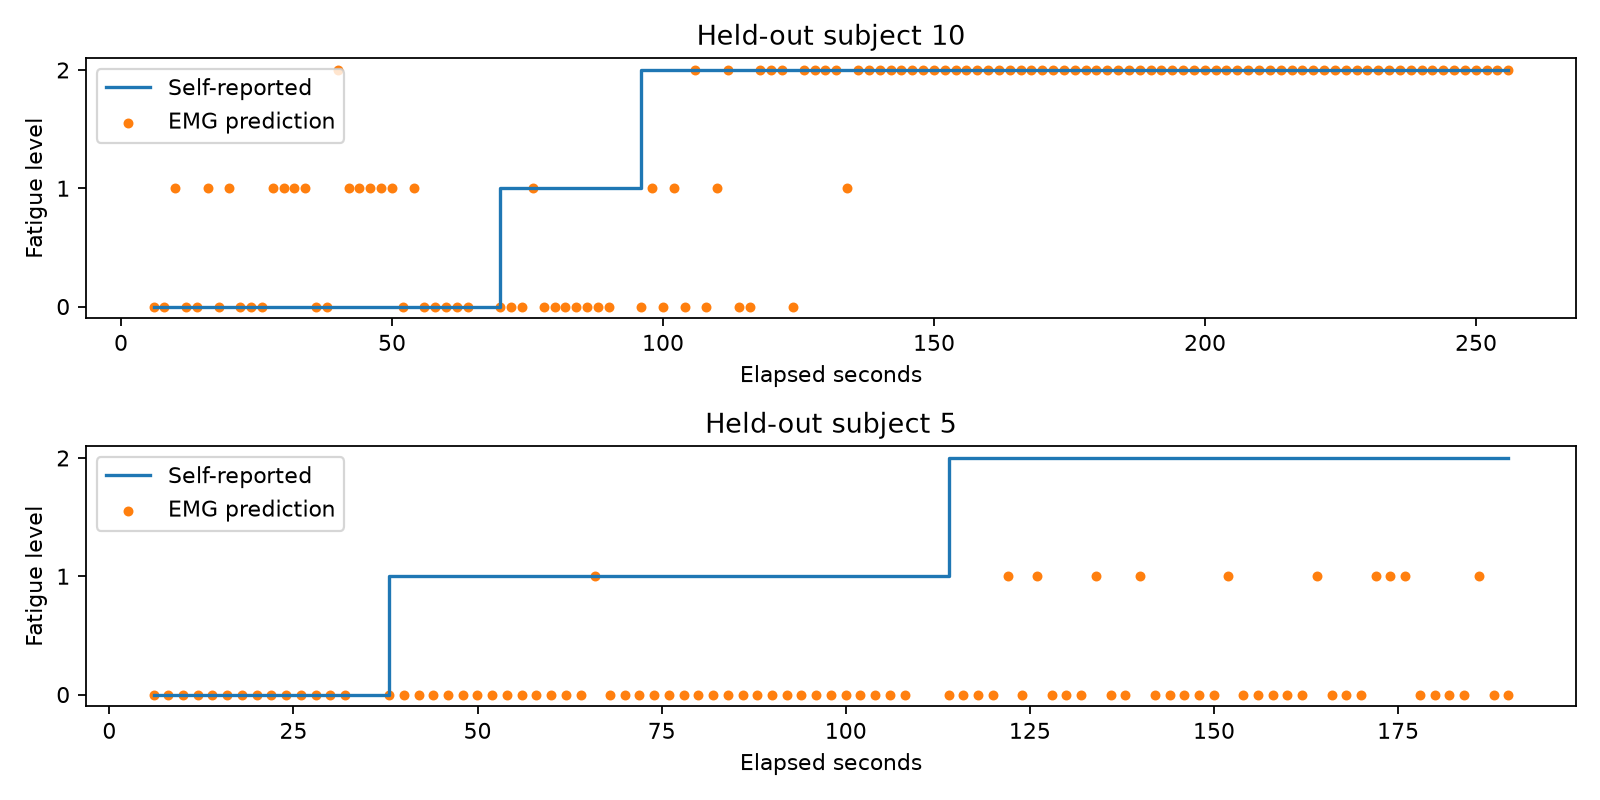 Held-out subject 10
Fatigue level
2
1
0
Self-reported
EMG prediction
0 50 100 150 200 250
Elapsed seconds
Held-out subject 5
Fatigue level
2
1
0
Self-reported
EMG prediction
0 25 50 75 100 125 150 175
Elapsed seconds